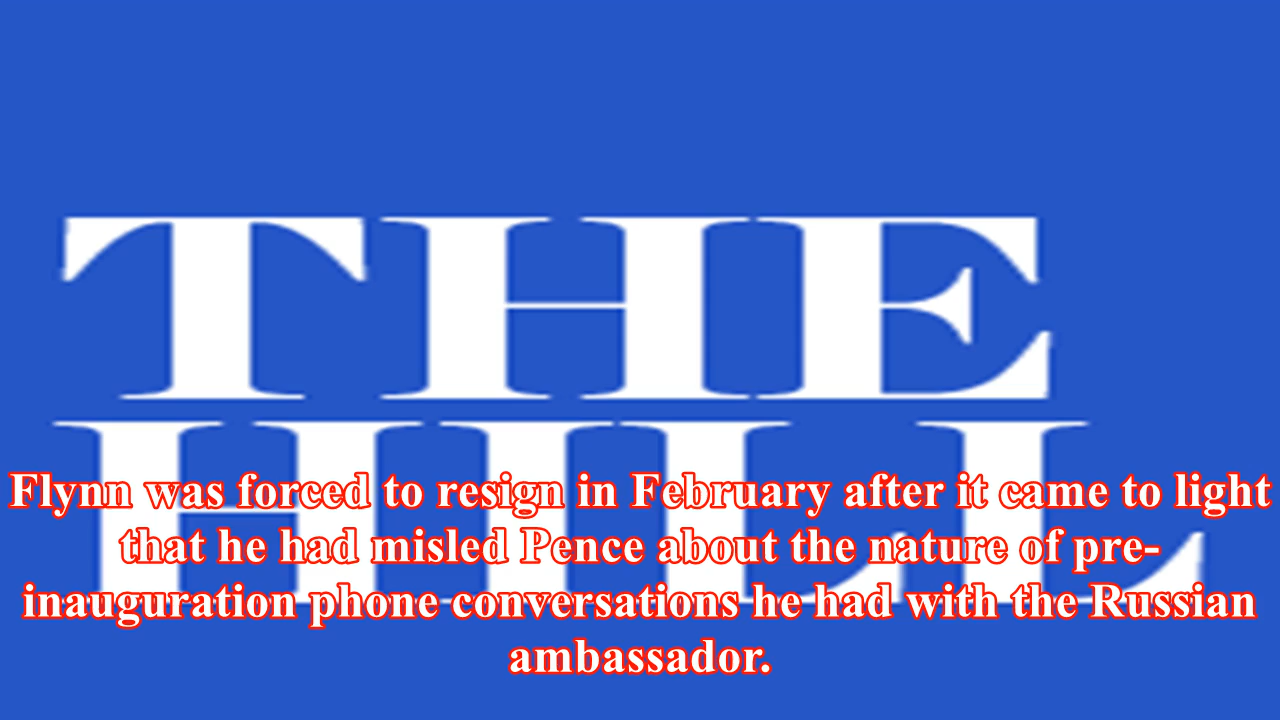 THE
HILL
Flynn was forced to resign in February after it came to light
that he had misled Pence about the nature of pre-
inauguration phone conversations he had with the Russian
ambassador.